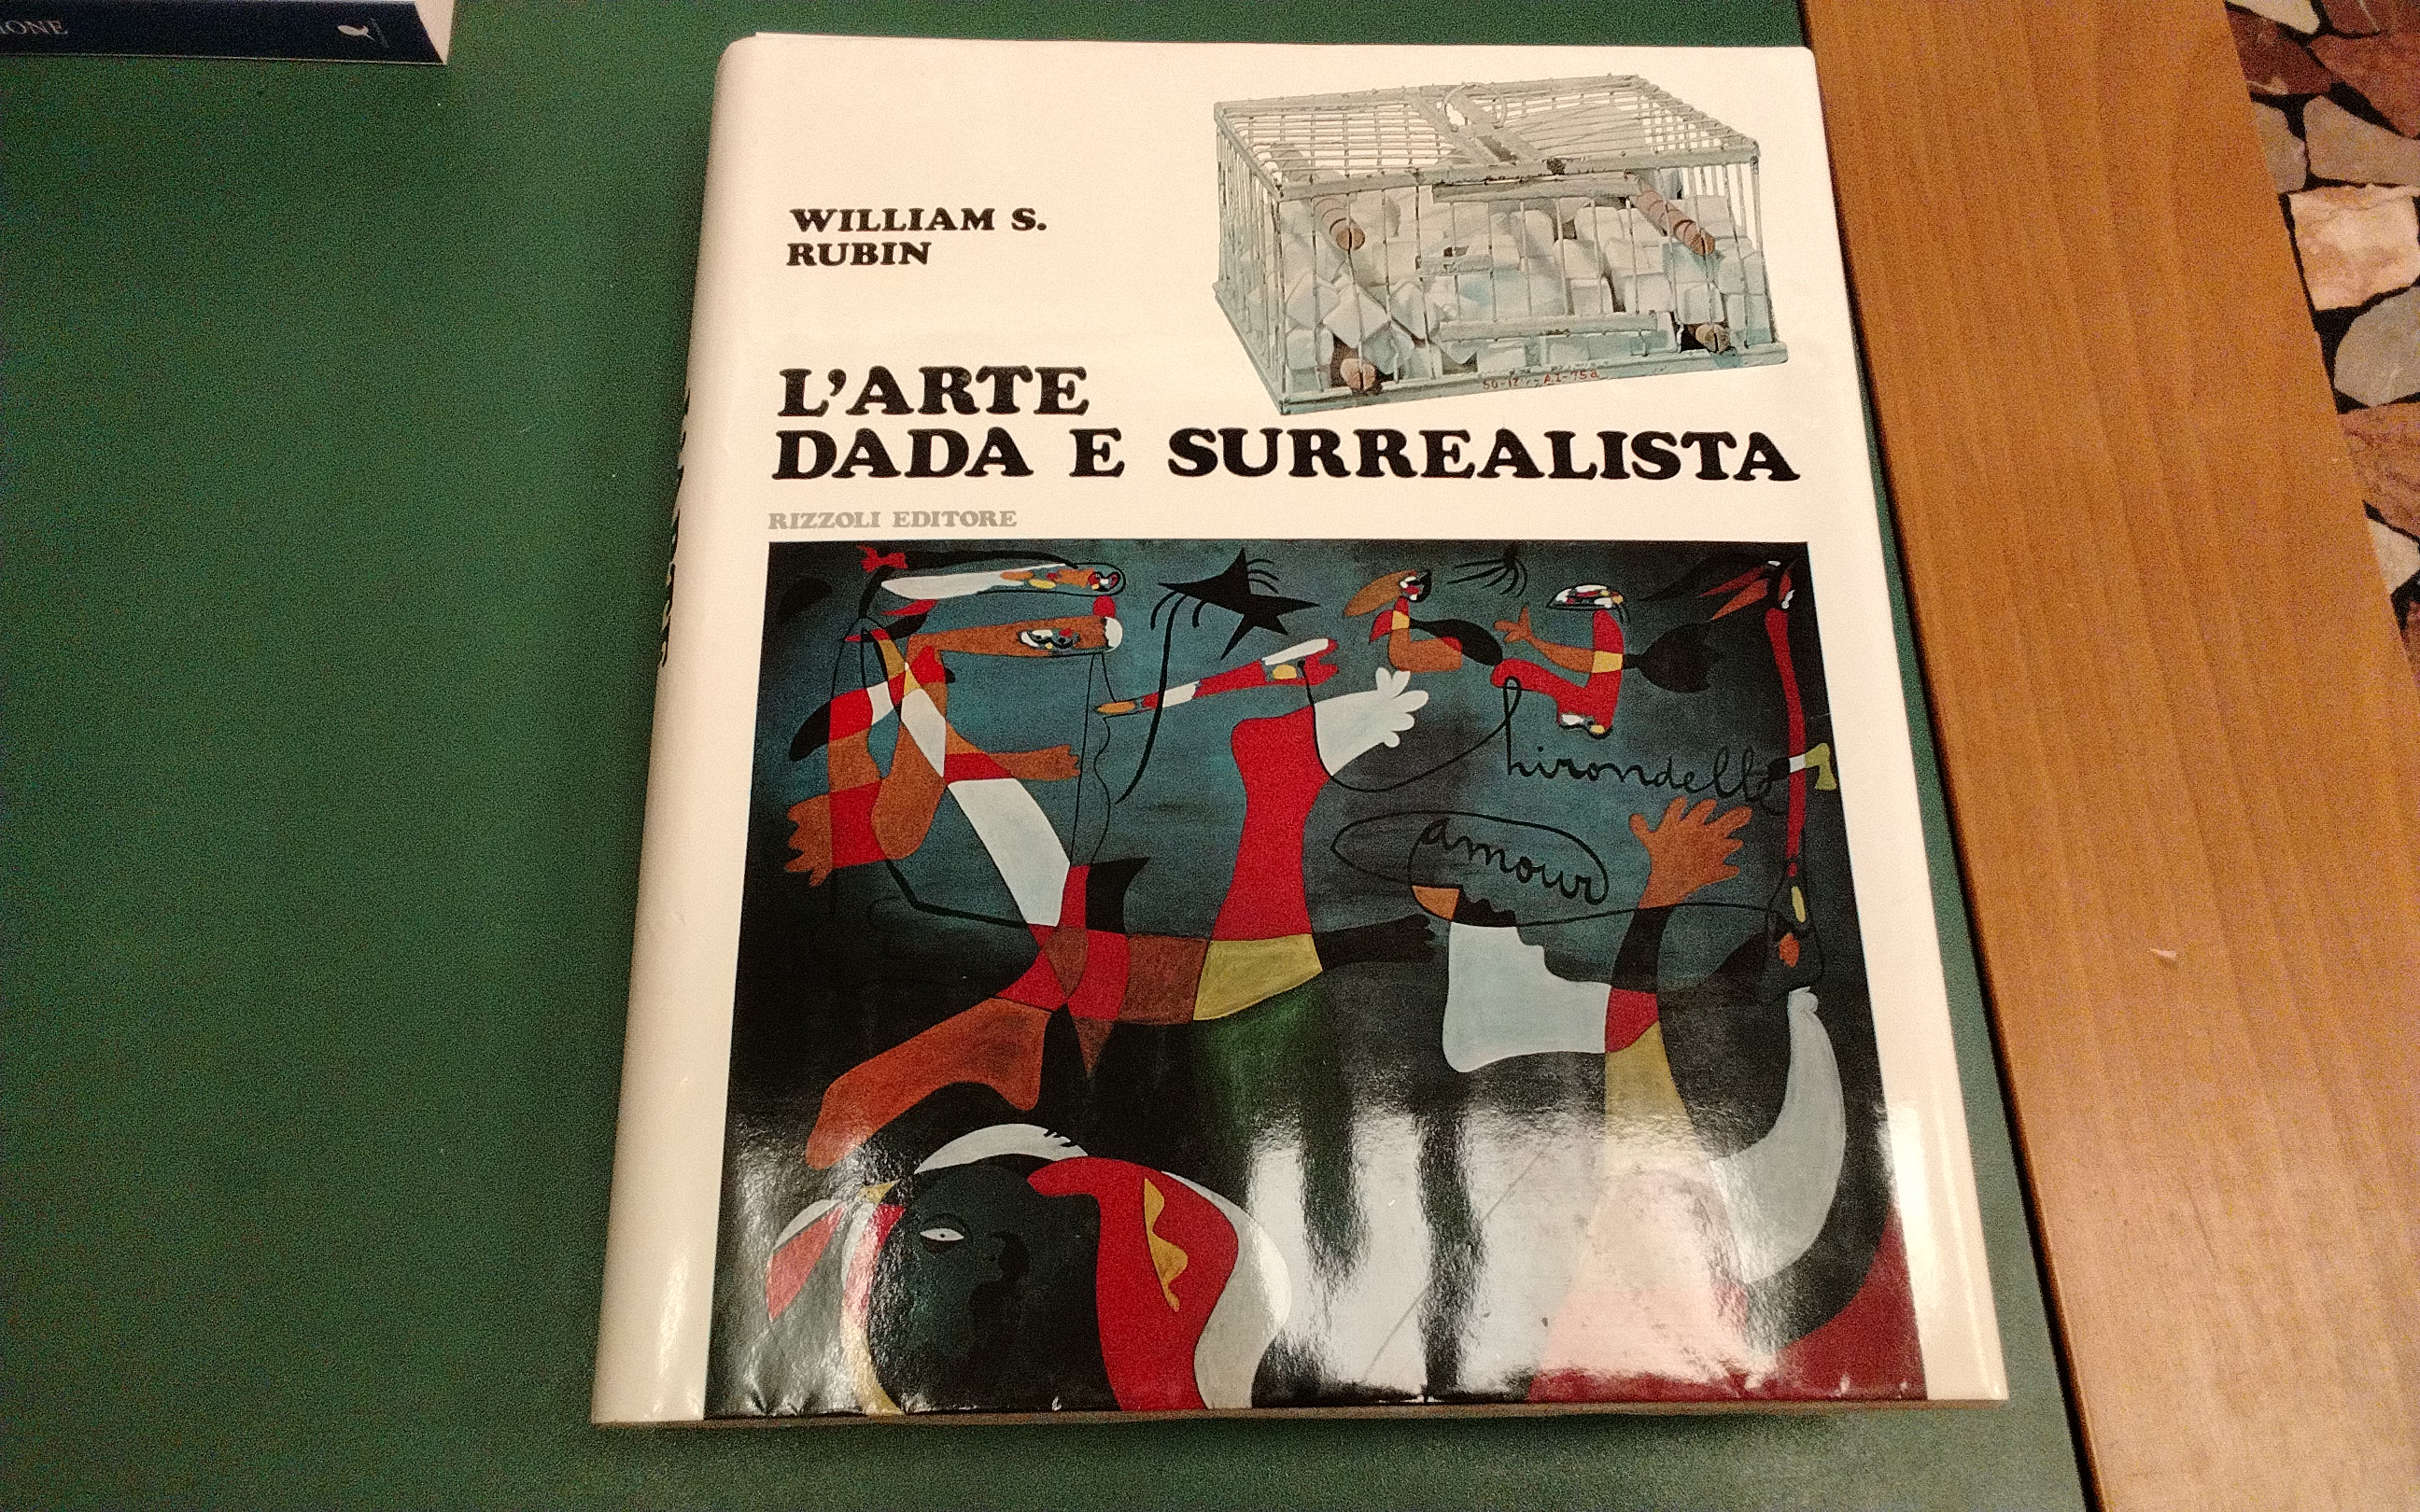 WILLIAM S.
RUBIN
L'ARTE
DADA E SURREALISTA
RIZZOLI EDITORE
hirondelle
amour